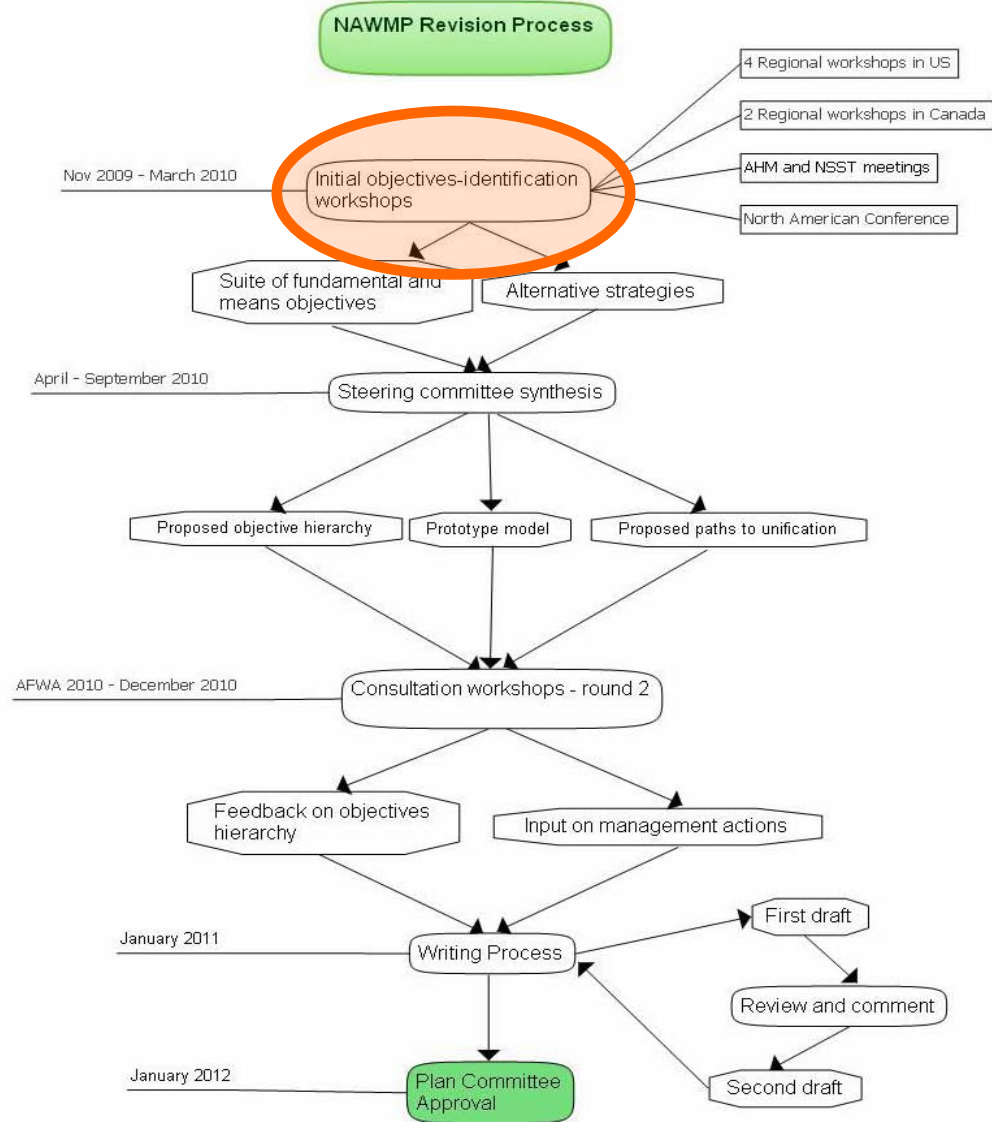 NAWMP Revision Process
4 Regional workshops in US
2 Regional workshops in Canada
AHM and NSST meetings
North American Conference
Nov 2009 - March 2010
Initial objectives-identification
workshops
Suite of fundamental and
means objectives
Alternative strategies
April - September 2010
Steering committee synthesis
Proposed objective hierarchy
Prototype model
Proposed paths to unification
AFWA 2010 - December 2010
Consultation workshops - round 2
Feedback on objectives
hierarchy
Input on management actions
January 2011
Writing Process
First draft
Review and comment
Second draft
January 2012
Plan Committee
Approval